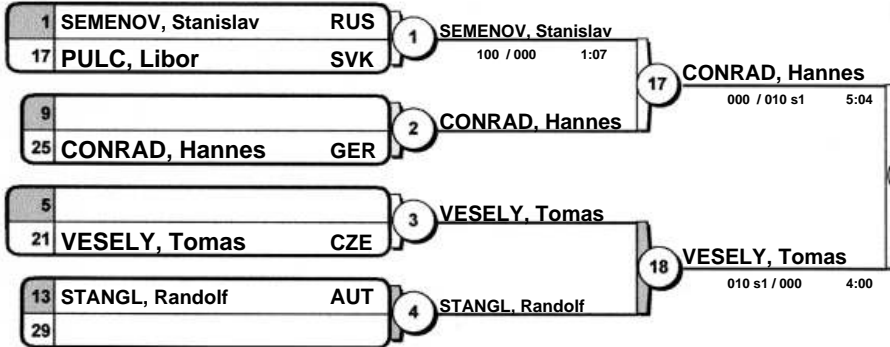 1 SEMENOV, Stanislav RUS
17 PULC, Libor SVK
1
SEMENOV, Stanislav
100 / 000 1:07
9
25 CONRAD, Hannes GER
2
CONRAD, Hannes
17
CONRAD, Hannes
000 / 010 s1 5:04
5
21 VESELY, Tomas CZE
3
VESELY, Tomas
13 STANGL, Randolf AUT
29
4
STANGL, Randolf
18
VESELY, Tomas
010 s1 / 000 4:00